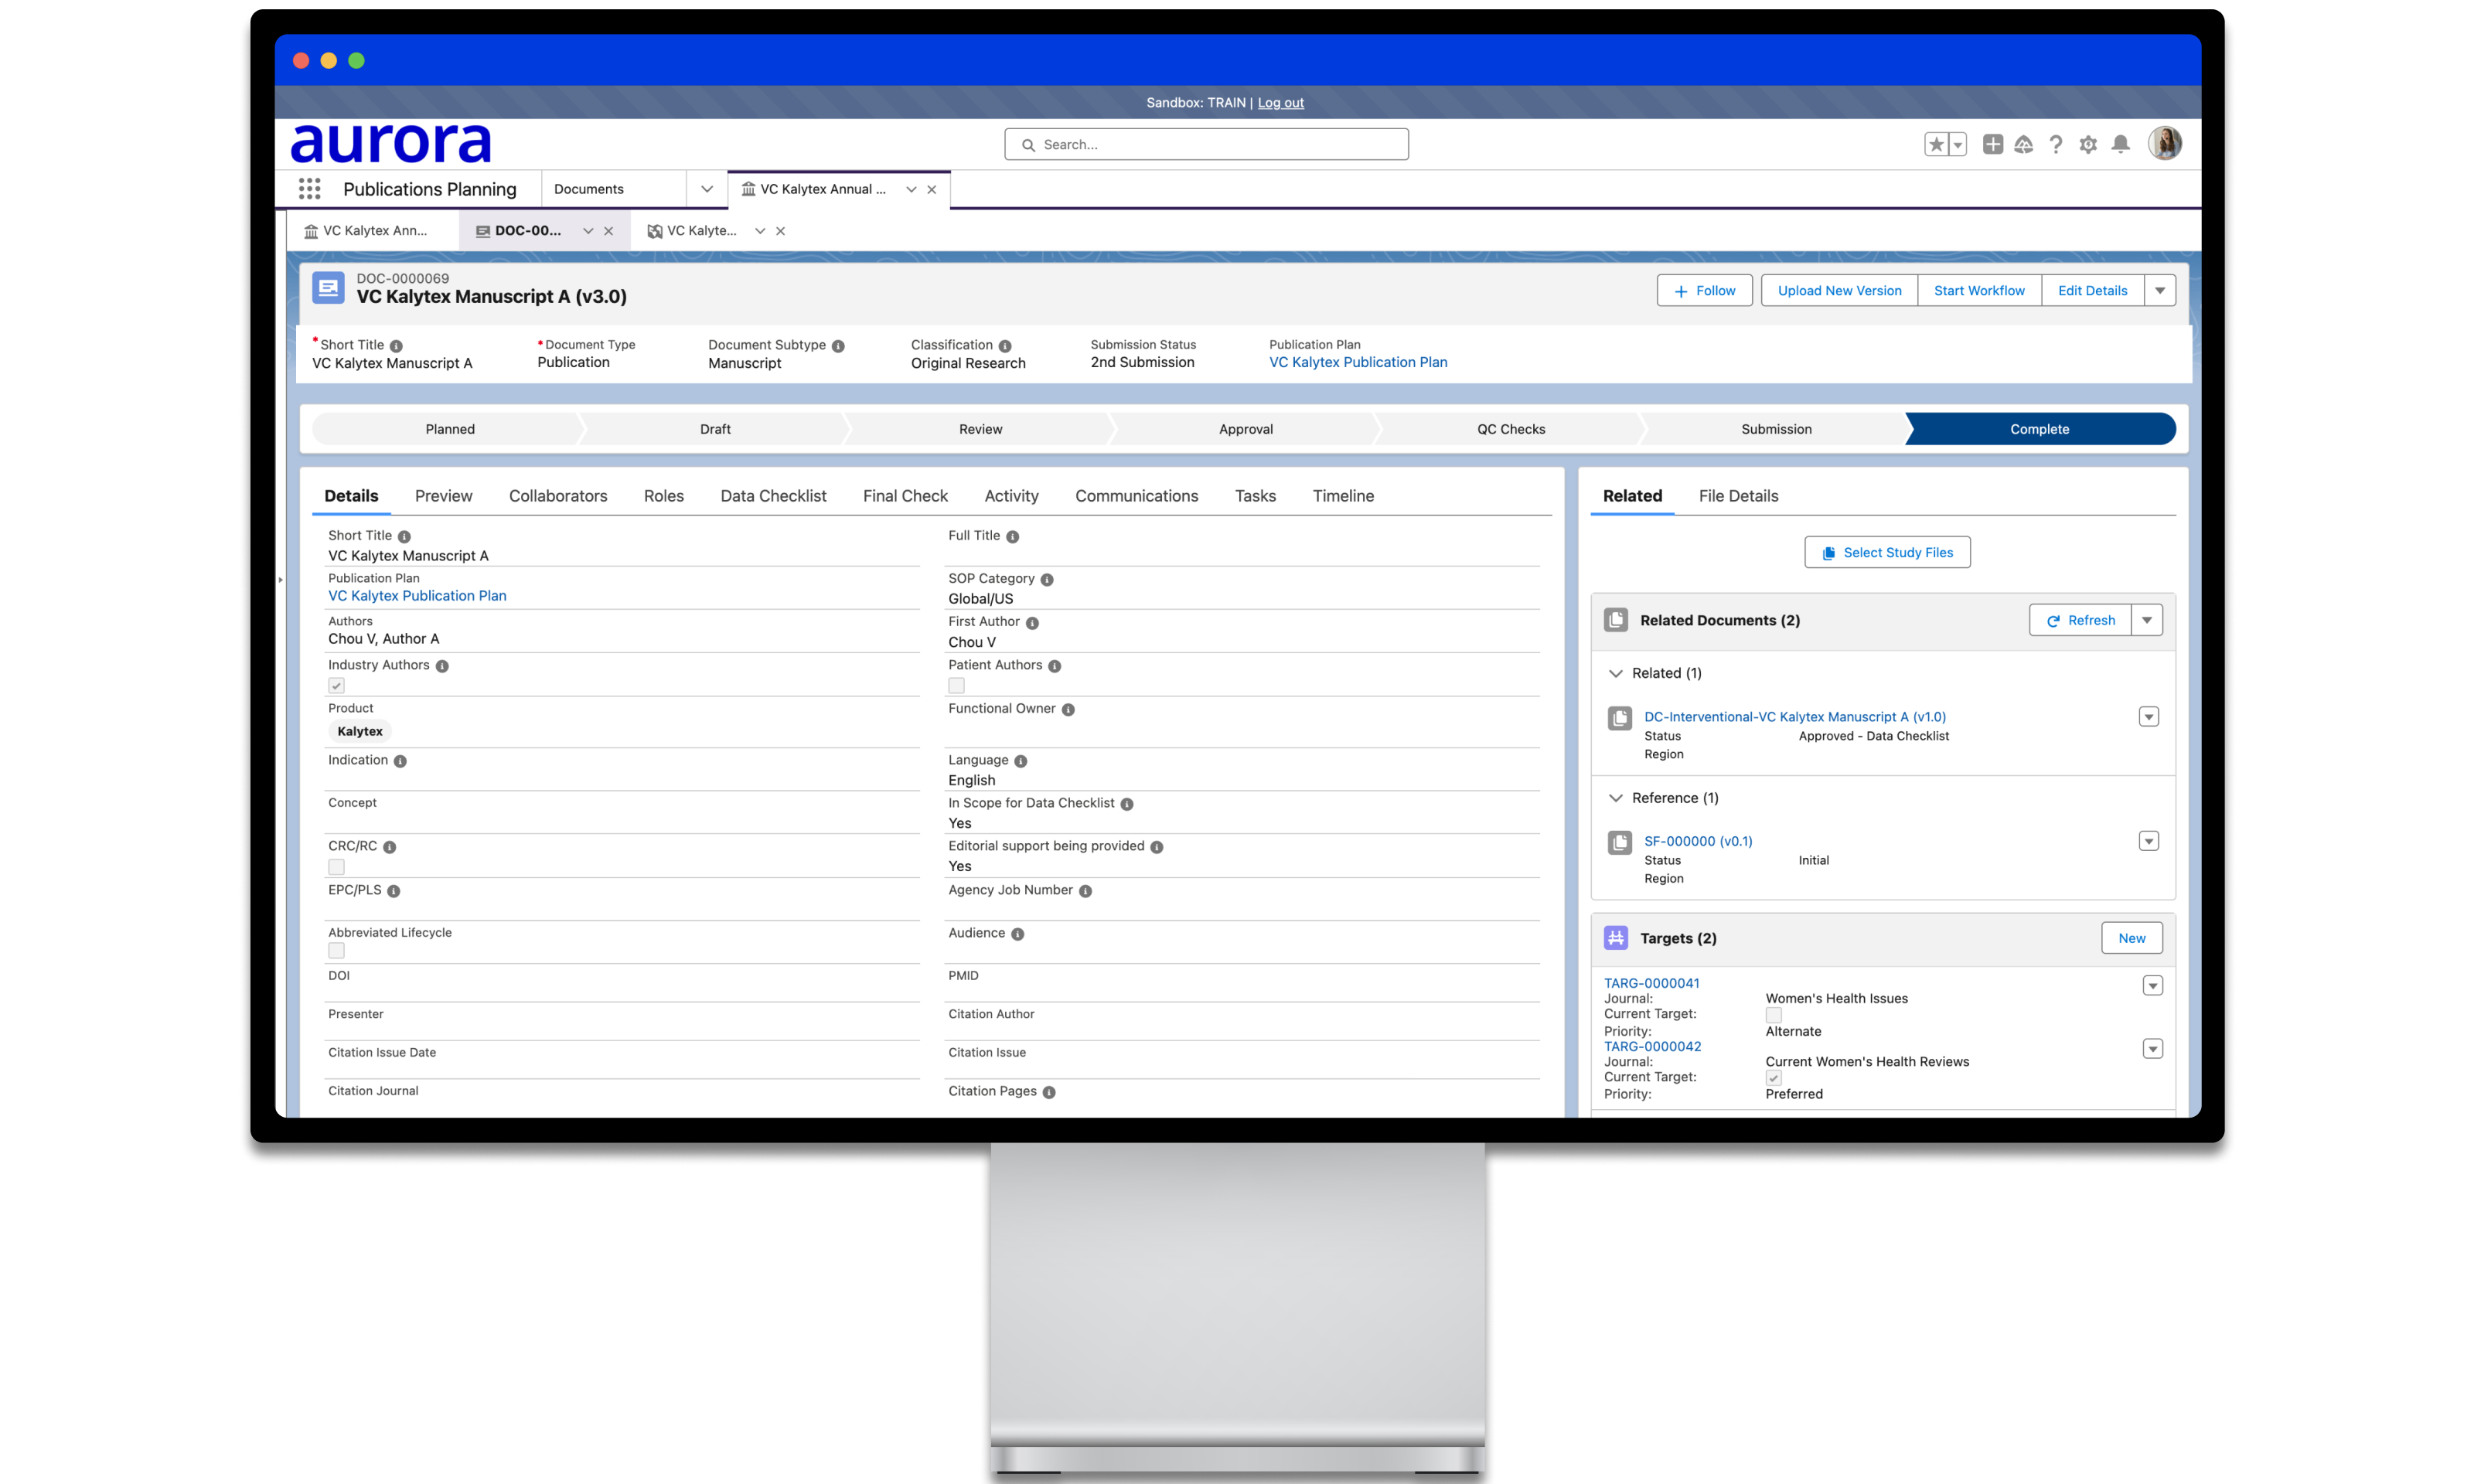 Sandbox: TRAIN | Log out
aurora
Search...
Publications Planning
Documents
VC Kalytex Annual ...
VC Kalytex Ann...
DOC-00...
VC Kalyte...
DOC-0000069
VC Kalytex Manuscript A (v3.0)
Follow
Upload New Version
Start Workflow
Edit Details
*Short Title
VC Kalytex Manuscript A
*Document Type
Publication
Document Subtype
Manuscript
Classification
Original Research
Submission Status
2nd Submission
Publication Plan
VC Kalytex Publication Plan
Planned
Draft
Review
Approval
QC Checks
Submission
Complete
Details
Preview
Collaborators
Roles
Data Checklist
Final Check
Activity
Communications
Tasks
Timeline
Short Title
VC Kalytex Manuscript A
Full Title
Publication Plan
VC Kalytex Publication Plan
SOP Category
Global/US
Authors
Chou V, Author A
First Author
Chou V
Industry Authors
Patient Authors
Product
Kalytex
Functional Owner
Indication
Language
English
Concept
In Scope for Data Checklist
Yes
CRC/RC
Editorial support being provided
Yes
EPC/PLS
Agency Job Number
Abbreviated Lifecycle
Audience
DOI
PMID
Presenter
Citation Author
Citation Issue Date
Citation Issue
Citation Journal
Citation Pages
Related
File Details
Select Study Files
Related Documents (2)
Refresh
Related (1)
DC-Interventional-VC Kalytex Manuscript A (v1.0)
Status Approved - Data Checklist
Region
Reference (1)
SF-000000 (v0.1)
Status Initial
Region
Targets (2)
New
TARG-0000041
Journal: Women's Health Issues
Current Target:
Priority: Alternate
TARG-0000042
Journal: Current Women's Health Reviews
Current Target:
Priority: Preferred